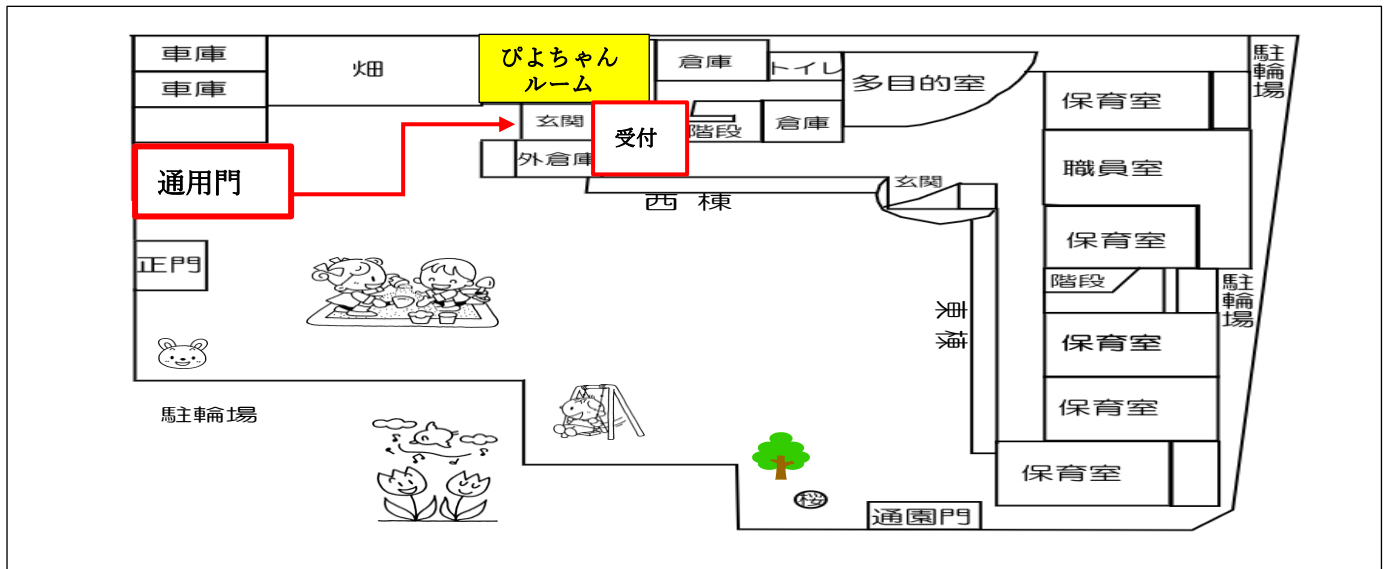 車庫
車庫
畑
ぴよちゃん
ルーム
倉庫
トイレ
多目的室
駐輪場
保育室
玄関
受付
階段
倉庫
外倉庫
通用門
職員室
西棟
玄関
保育室
正門
階段
駐輪場
東棟
保育室
保育室
駐輪場
保育室
桜
通園門